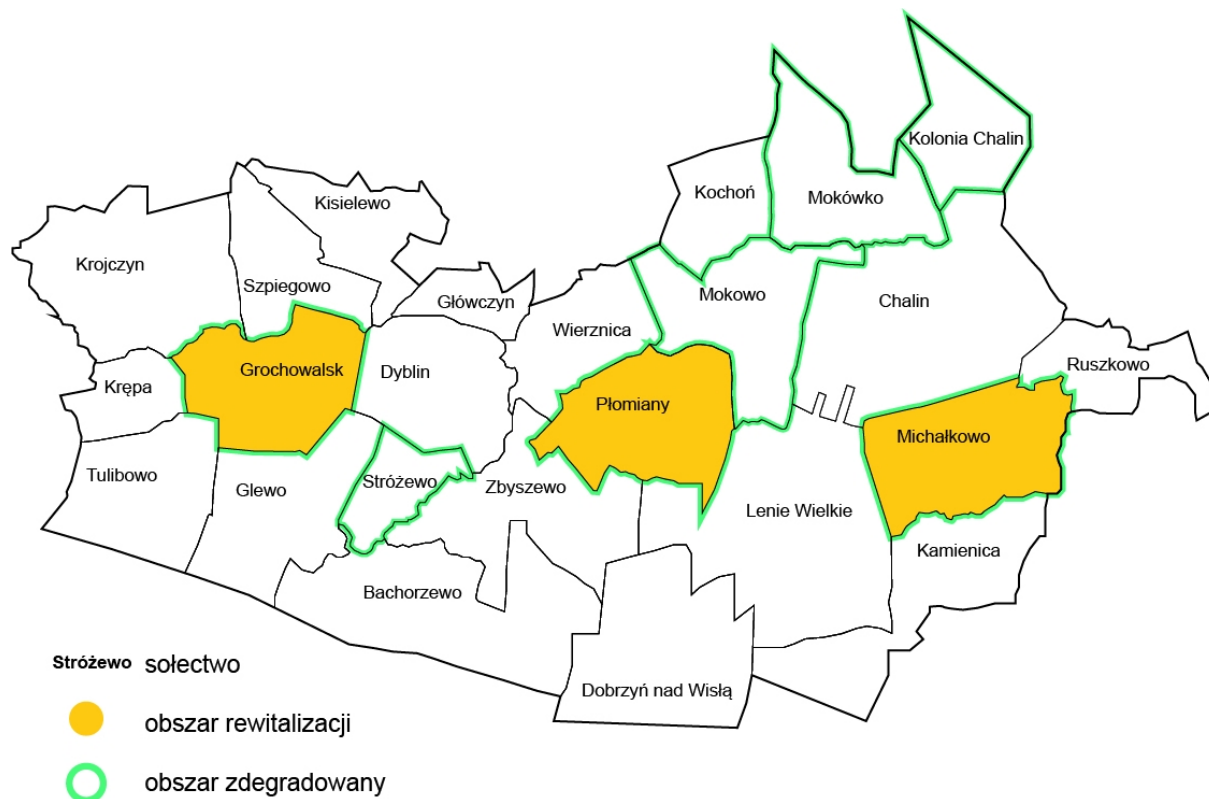 Kolonia Chalin
Kochoń
Mokówko
Kisielewo
Krojczyn
Szpiegowo
Główczyn
Mokowo
Chalin
Wierznica
Ruszkowo
Krępa
Grochowalsk
Dyblin
Płomiany
Michałkowo
Tulibowo
Glewo
Stróżewo
Zbyszewo
Lenie Wielkie
Kamienica
Bachorzewo
Dobrzyń nad Wisłą
Stróżewo sołectwo
obszar rewitalizacji
obszar zdegradowany